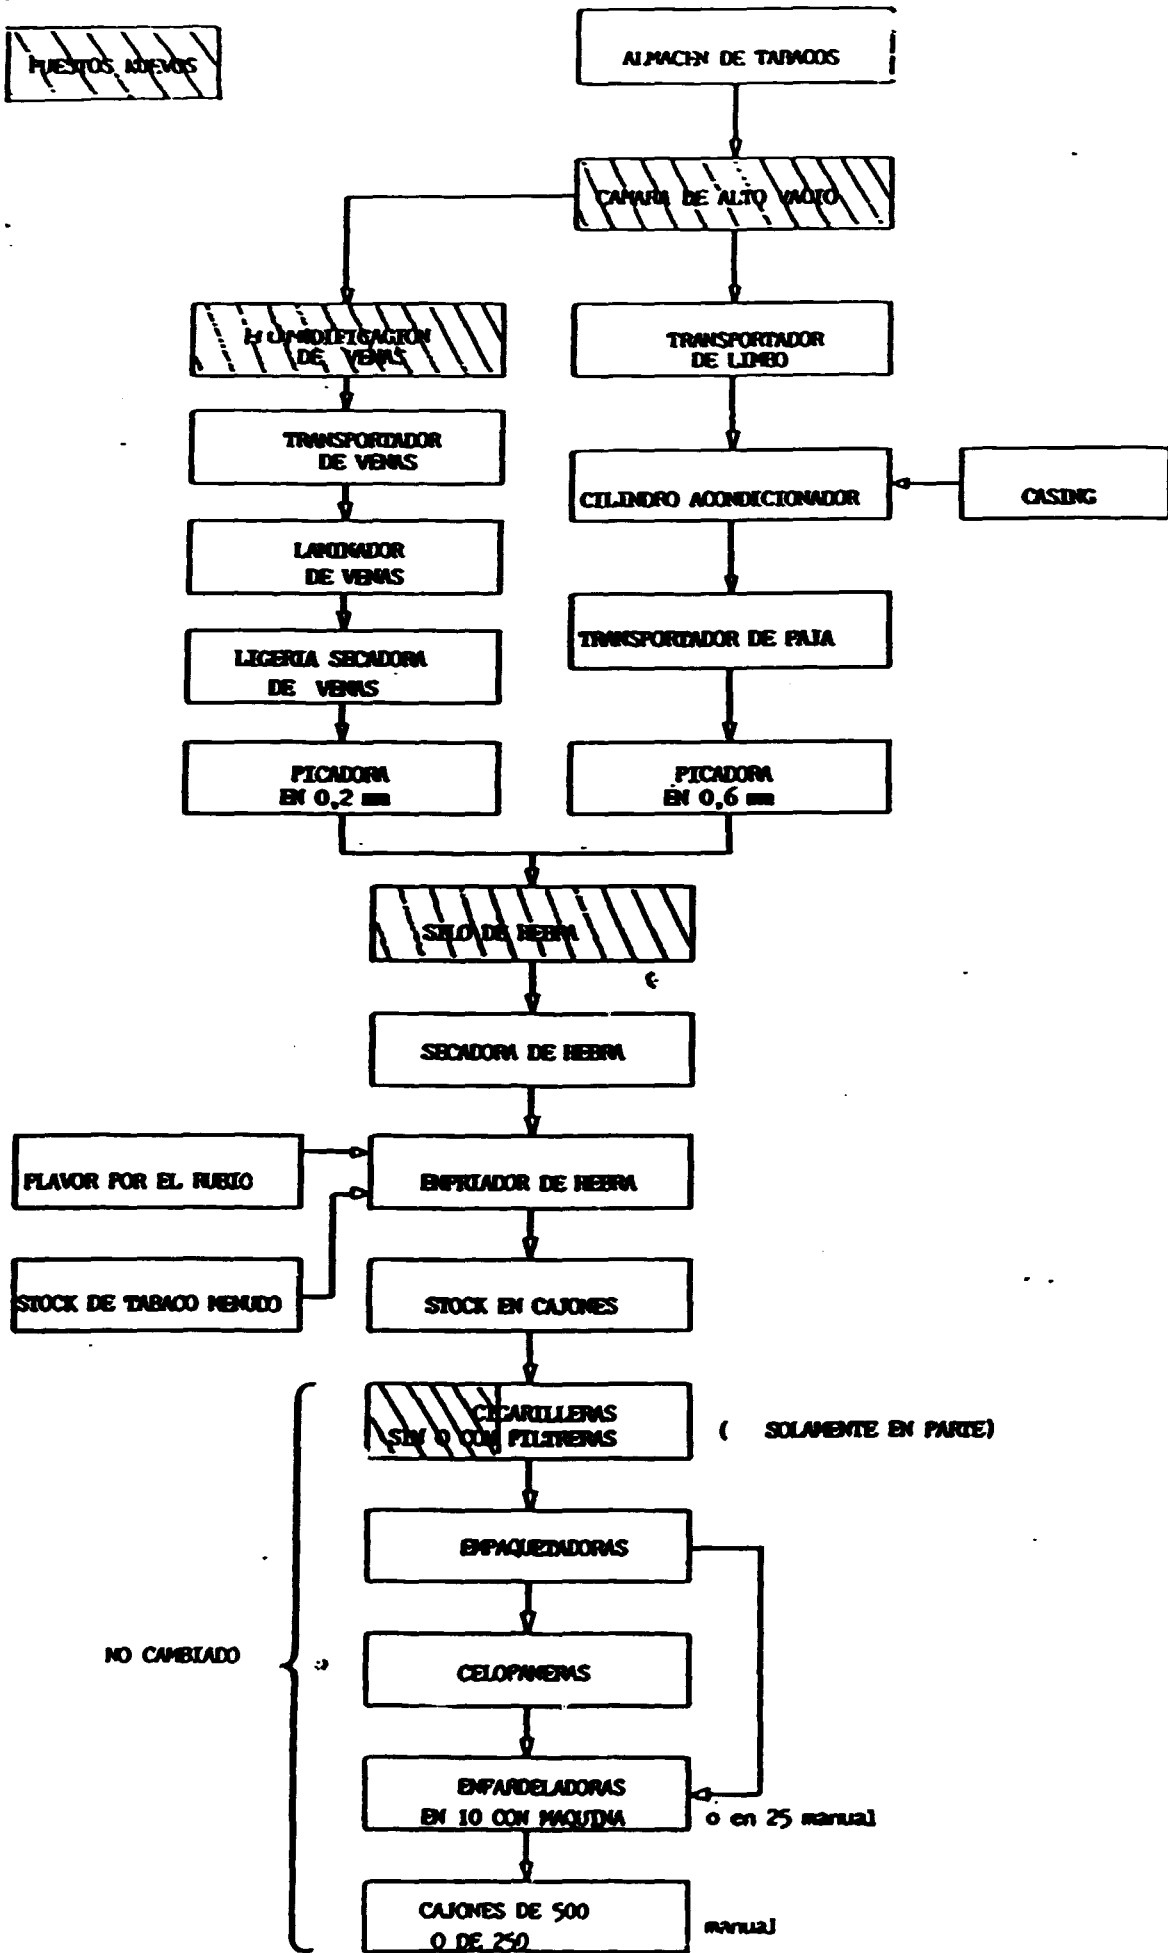 PUESTOS NUEVOS
ALMACEN DE TABACOS
CAMARA DE ALTO VACIO
HUMIDIFICACION
DE VENAS
TRANSPORTADOR
DE LIMBO
TRANSPORTADOR
DE VENAS
CILINDRO ACONDICIONADOR
CASING
LAMINADOR
DE VENAS
TRANSPORTADOR DE PAJA
LIGERIA SECADORA
DE VENAS
PICADORA
EN 0,2 mm
PICADORA
EN 0,6 mm
SILO DE HEBRA
SECADORA DE HEBRA
FLAVOR POR EL RUBIO
ENFRIADOR DE HEBRA
STOCK DE TABACO MENUDO
STOCK EN CAJONES
CIGARILLERAS
SIN O CON FILTRERAS
( SOLAMENTE EN PARTE)
EMPAQUETADORAS
NO CAMBIADO
CELOFANERAS
ENFARDELADORAS
EN 10 CON MAQUINA
o en 25 manual
CAJONES DE 500
O DE 250
manual